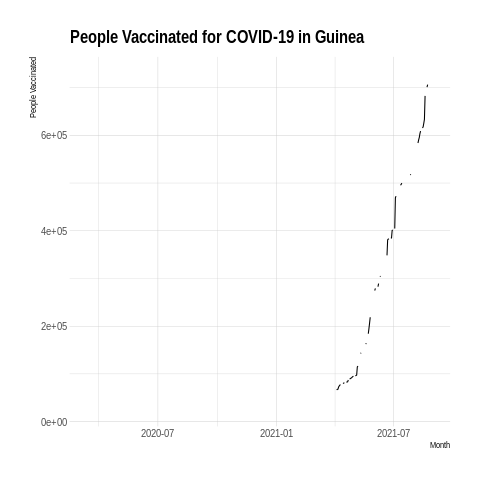 People Vaccinated for COVID-19 in Guinea
People Vaccinated
6e+05
4e+05
2e+05
0e+00
2020-07 2021-01 2021-07
Month